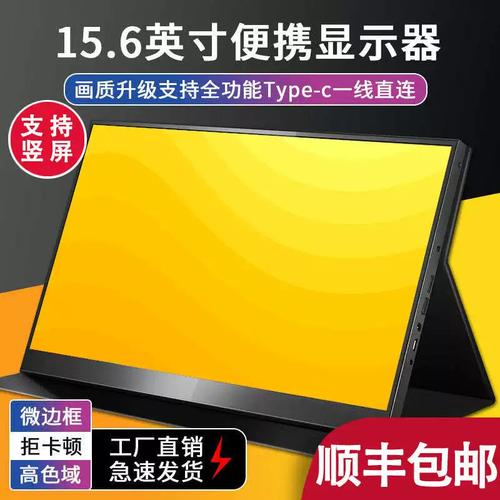 15.6英寸便携显示器
画质升级支持全功能Type-c一线直连
支持
竖屏
微边框
拒卡顿
高色域
工厂直销
急速发货
顺丰包邮